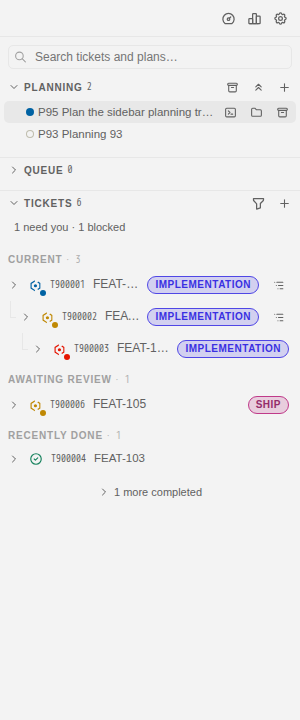 Search tickets and plans…
PLANNING 2
P95 Plan the sidebar planning tr…
P93 Planning 93
QUEUE 0
TICKETS 6
1 need you · 1 blocked
CURRENT · 3
T900001 FEAT-… IMPLEMENTATION
T900002 FEA… IMPLEMENTATION
T900003 FEAT-1… IMPLEMENTATION
AWAITING REVIEW · 1
T900006 FEAT-105 SHIP
RECENTLY DONE · 1
T900004 FEAT-103
1 more completed